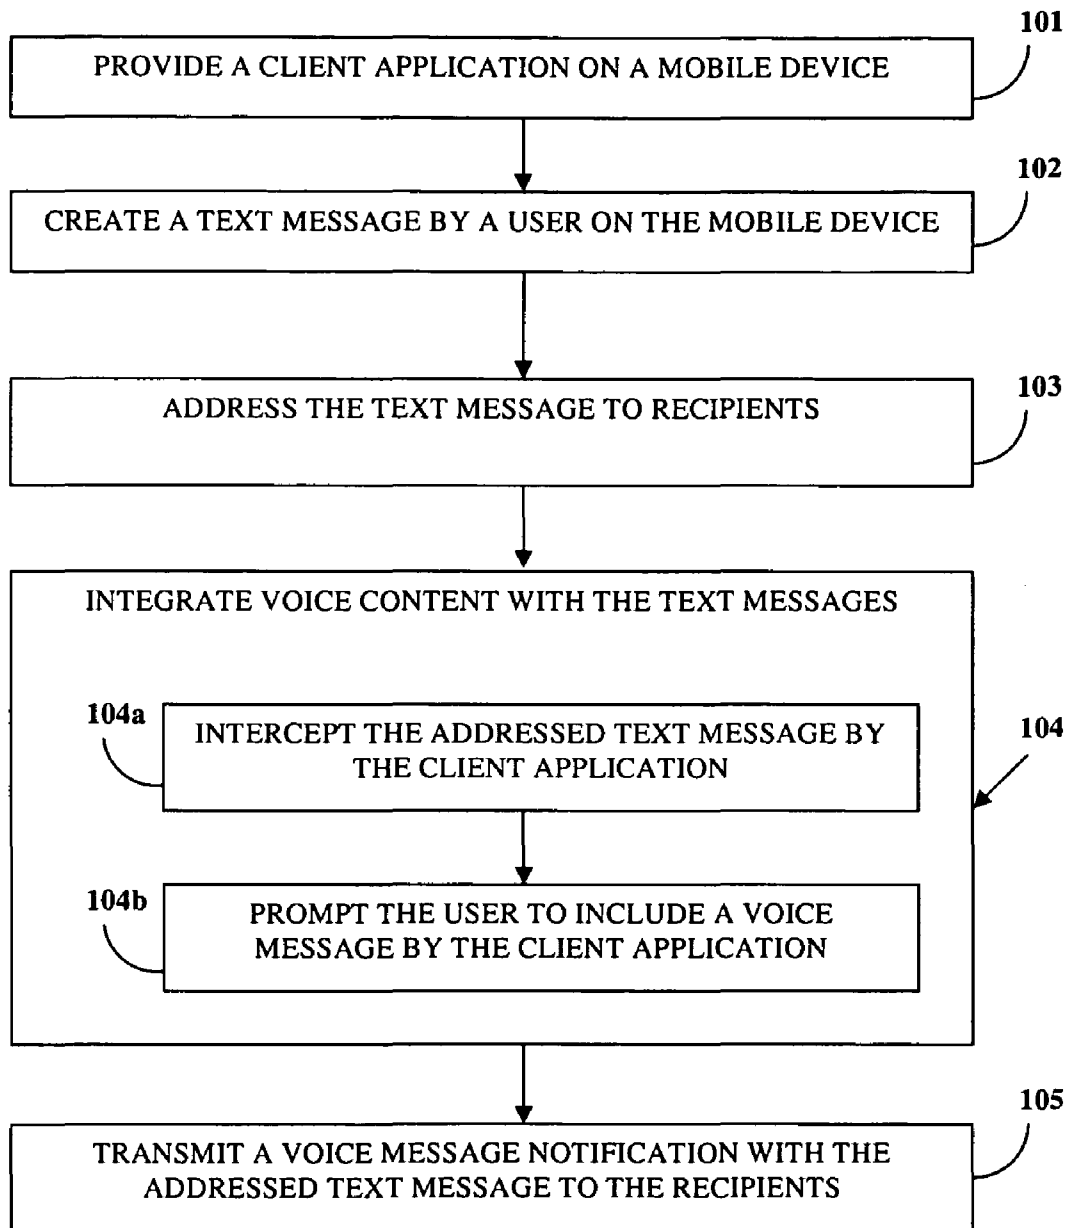 101
PROVIDE A CLIENT APPLICATION ON A MOBILE DEVICE
102
CREATE A TEXT MESSAGE BY A USER ON THE MOBILE DEVICE
103
ADDRESS THE TEXT MESSAGE TO RECIPIENTS
INTEGRATE VOICE CONTENT WITH THE TEXT MESSAGES
104a
INTERCEPT THE ADDRESSED TEXT MESSAGE BY
THE CLIENT APPLICATION
104
104b
PROMPT THE USER TO INCLUDE A VOICE
MESSAGE BY THE CLIENT APPLICATION
105
TRANSMIT A VOICE MESSAGE NOTIFICATION WITH THE
ADDRESSED TEXT MESSAGE TO THE RECIPIENTS